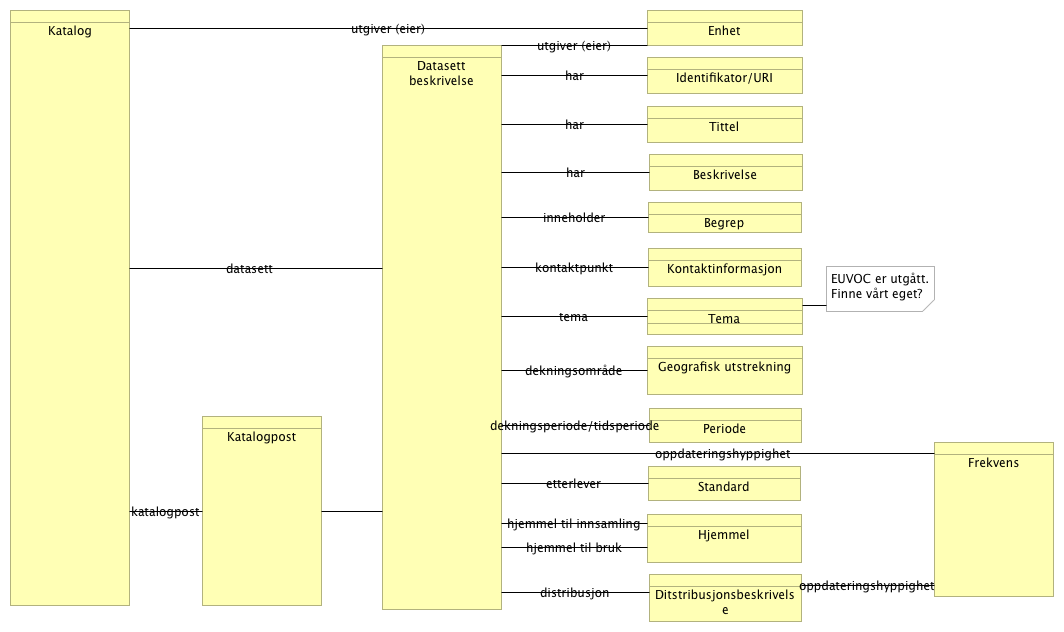 Katalog
utgiver (eier)
Enhet
utgiver (eier)
Datasett
beskrivelse
har
Identifikator/URI
har
Tittel
har
Beskrivelse
inneholder
Begrep
datasett
kontaktpunkt
Kontaktinformasjon
EUVOC er utgått.
Finne vårt eget?
tema
Tema
dekningsområde
Geografisk utstrekning
dekningsperiode/tidsperiode
Periode
Katalogpost
oppdateringshyppighet
Frekvens
etterlever
Standard
katalogpost
hjemmel til innsamling
Hjemmel
hjemmel til bruk
distribusjon
Ditstribusjonsbeskrivels
e
oppdateringshyppighet